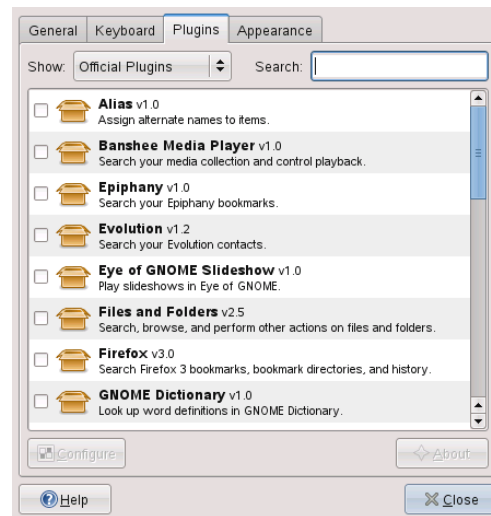 General Keyboard Plugins Appearance
Show: Official Plugins Search:
Alias v1.0
Assign alternate names to items.
Banshee Media Player v1.0
Search your media collection and control playback.
Epiphany v1.0
Search your Epiphany bookmarks.
Evolution v1.2
Search your Evolution contacts.
Eye of GNOME Slideshow v1.0
Play slideshows in Eye of GNOME.
Files and Folders v2.5
Search, browse, and perform other actions on files and folders.
Firefox v3.0
Search Firefox 3 bookmarks, bookmark directories, and history.
GNOME Dictionary v1.0
Look up word definitions in GNOME Dictionary.
Configure About
Help Close